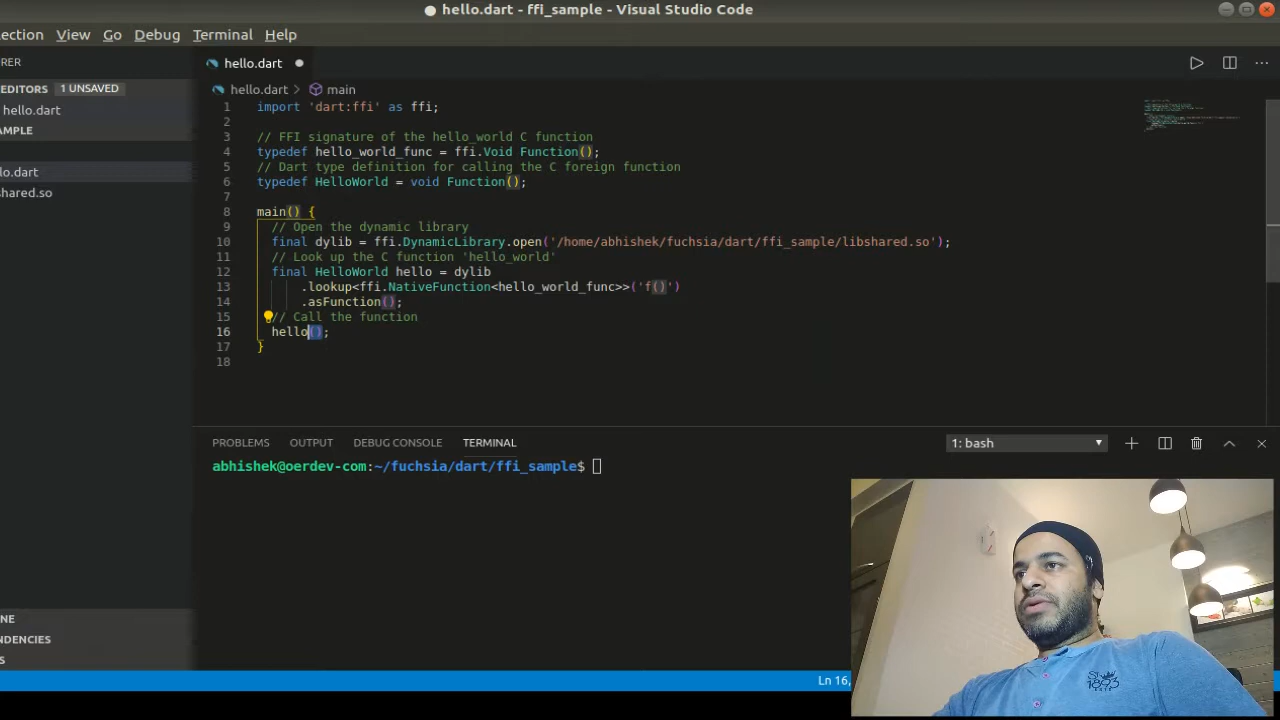 hello.dart - ffi_sample - Visual Studio Code
lection View Go Debug Terminal Help
RER
hello.dart
EDITORS 1 UNSAVED
hello.dart > main
hello.dart
AMPLE
lo.dart
shared.so
1 import 'dart:ffi' as ffi;
2
3 // FFI signature of the hello_world C function
4 typedef hello_world_func = ffi.Void Function();
5 // Dart type definition for calling the C foreign function
6 typedef HelloWorld = void Function();
7
8 main() {
9 // Open the dynamic library
10 final dylib = ffi.DynamicLibrary.open('/home/abhishek/fuchsia/dart/ffi_sample/libshared.so');
11 // Look up the C function 'hello_world'
12 final HelloWorld hello = dylib
13 .lookup<ffi.NativeFunction<hello_world_func>>('f()')
14 .asFunction();
15 // Call the function
16 hello();
17 }
18
PROBLEMS OUTPUT DEBUG CONSOLE TERMINAL 1: bash
abhishek@oerdev-com:~/fuchsia/dart/ffi_sample$
NE
NDENCIES
S
Ln 16,
1893